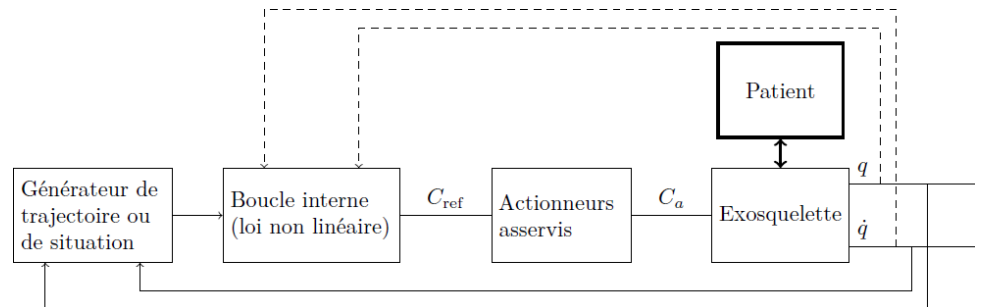 Patient
Générateur de
trajectoire ou
de situation
Boucle interne
(loi non linéaire)
C_ref
Actionneurs
asservis
C_a
Exosquelette
q
q̇